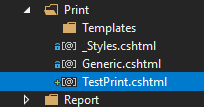 Print
Templates
_Styles.cshtml
Generic.cshtml
TestPrint.cshtml
Report